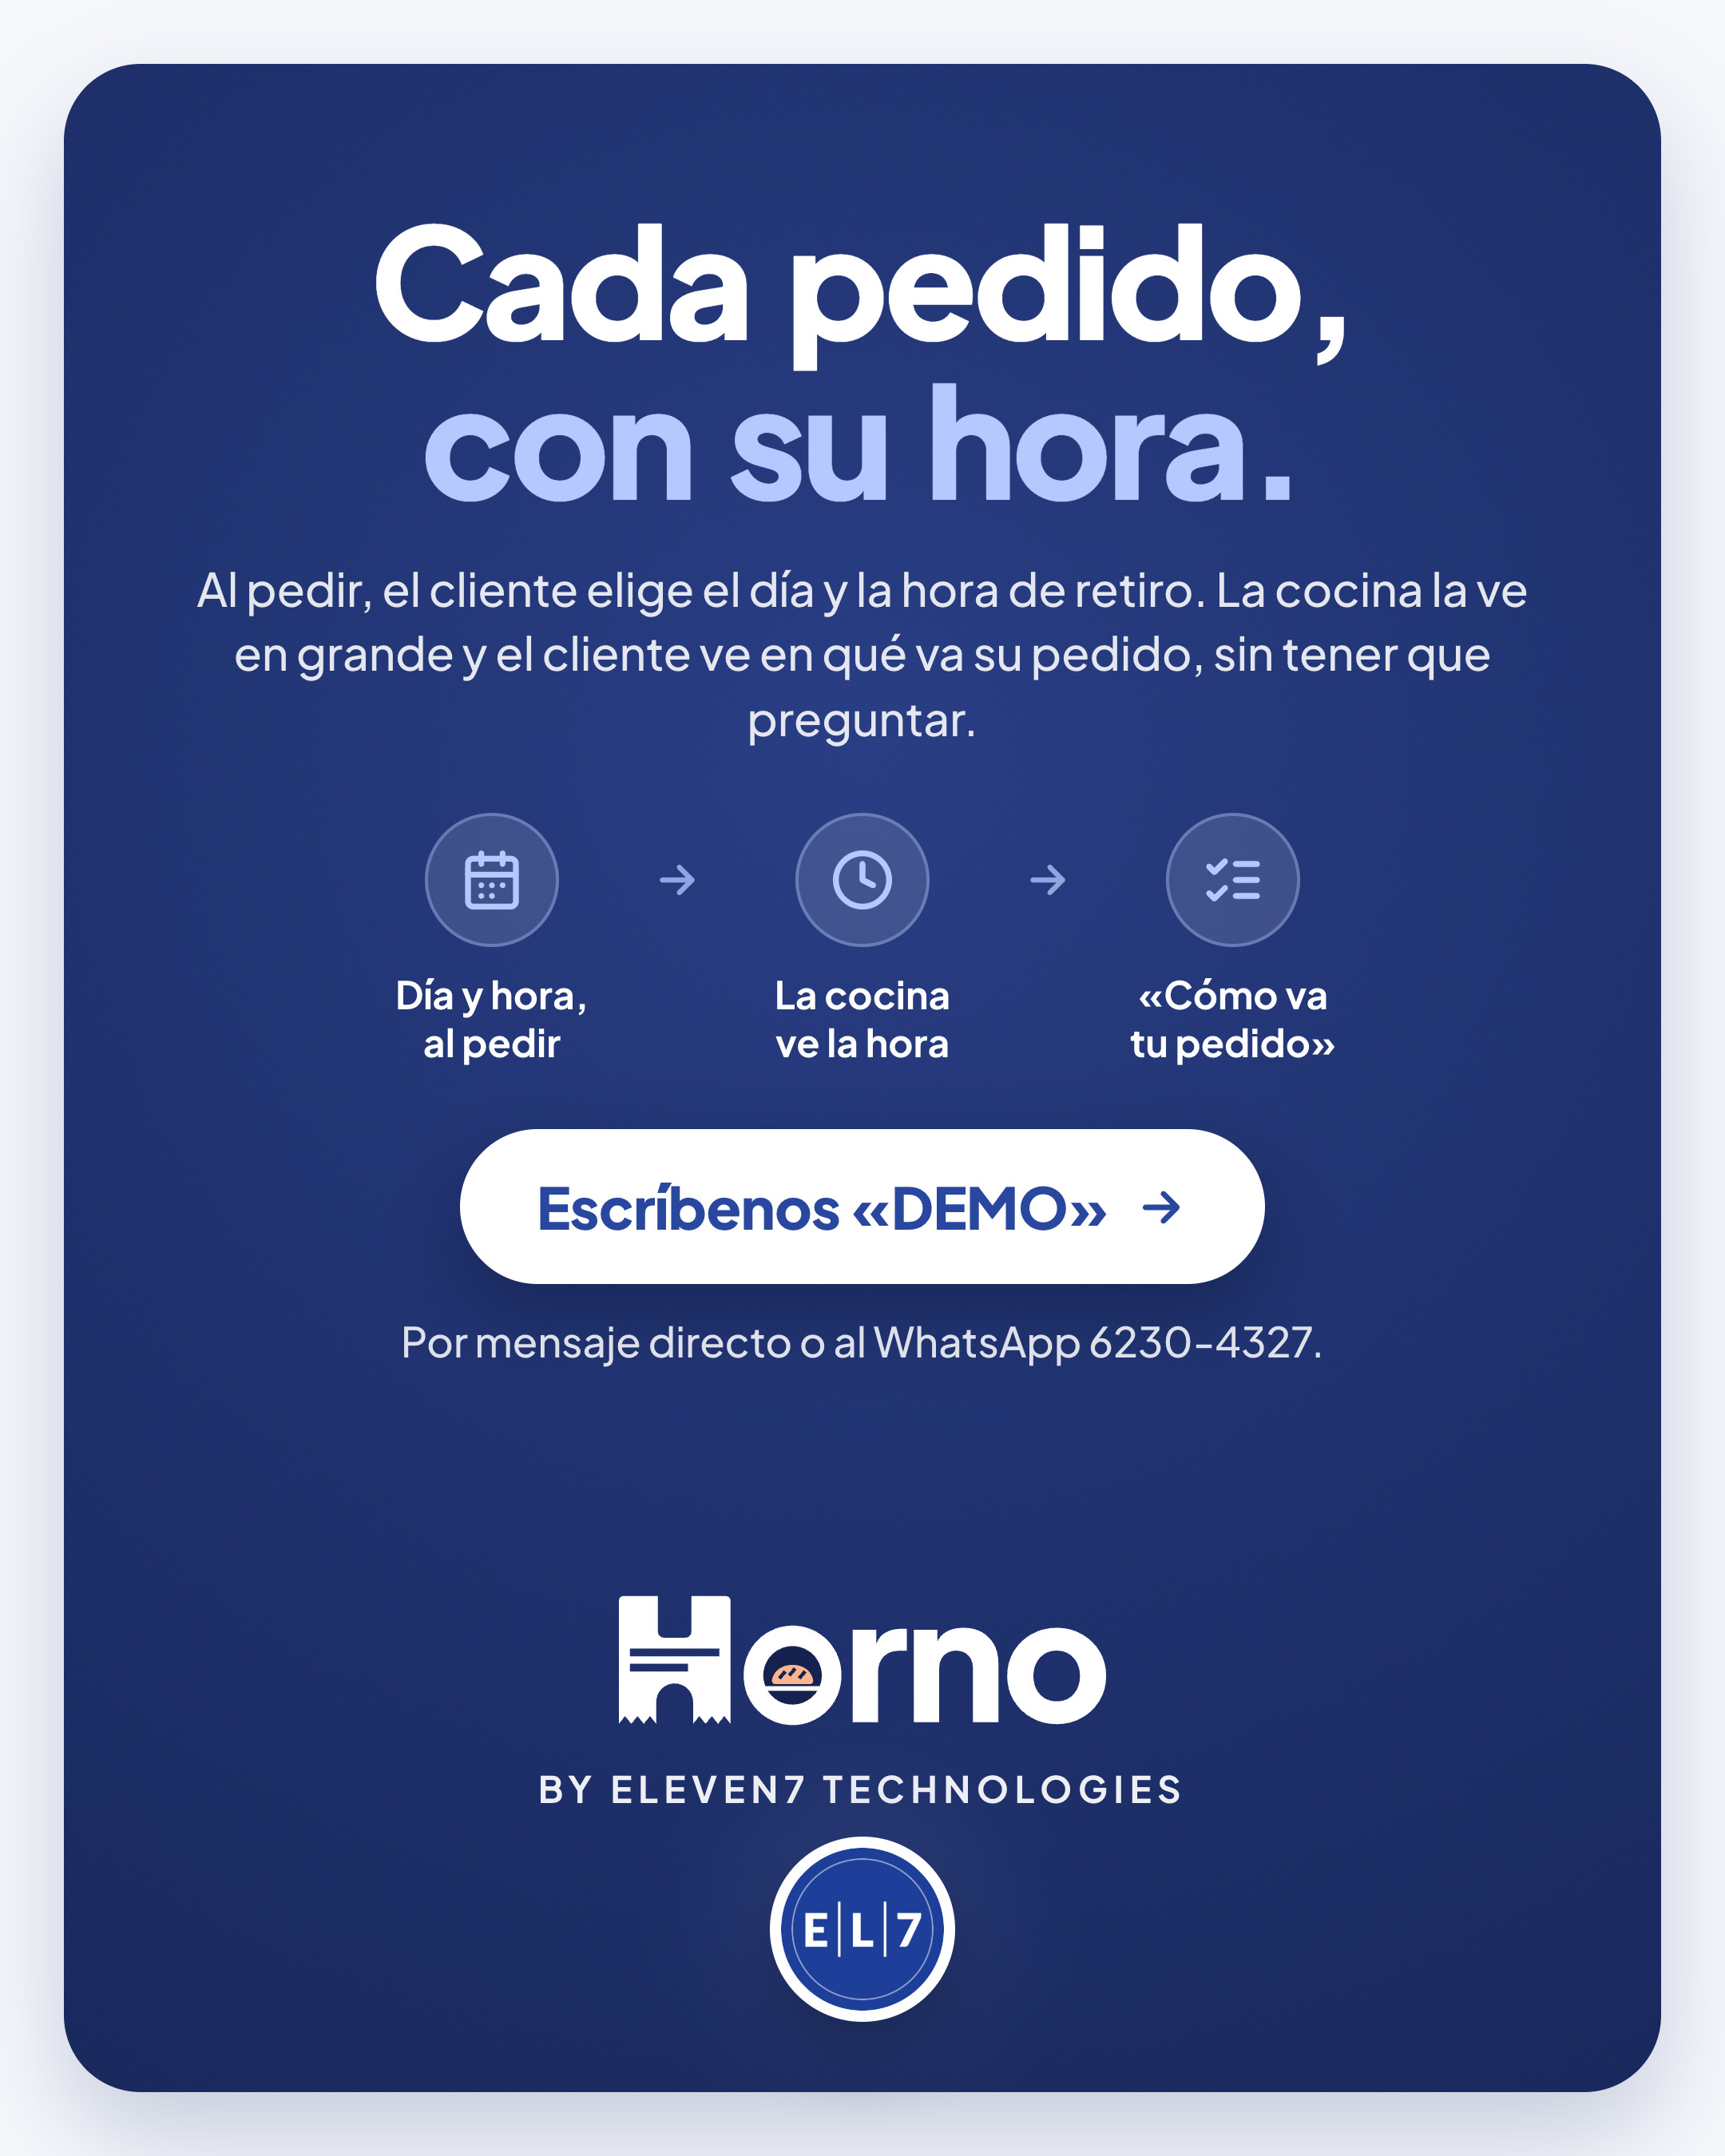 Cada pedido,
con su hora.
Al pedir, el cliente elige el día y la hora de retiro. La cocina la ve
en grande y el cliente ve en qué va su pedido, sin tener que
preguntar.
Día y hora,
al pedir
La cocina
ve la hora
«Cómo va
tu pedido»
Escríbenos «DEMO»
Por mensaje directo o al WhatsApp 6230-4327.
Horno
BY ELEVEN7 TECHNOLOGIES
E|L|7